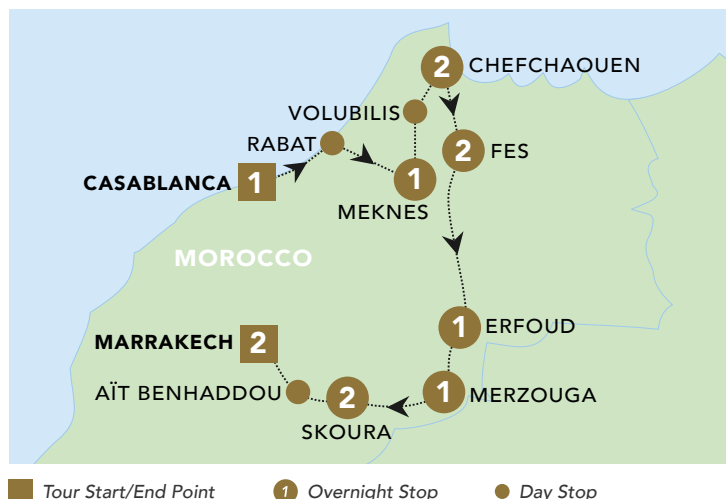 2 CHEFCHAOUEN
VOLUBILIS
RABAT
2 FES
CASABLANCA 1
1
MEKNES
MOROCCO
1 ERFOUD
MARRAKECH 2
AÏT BENHADDOU
2
1 MERZOUGA
SKOURA
Tour Start/End Point 1 Overnight Stop Day Stop